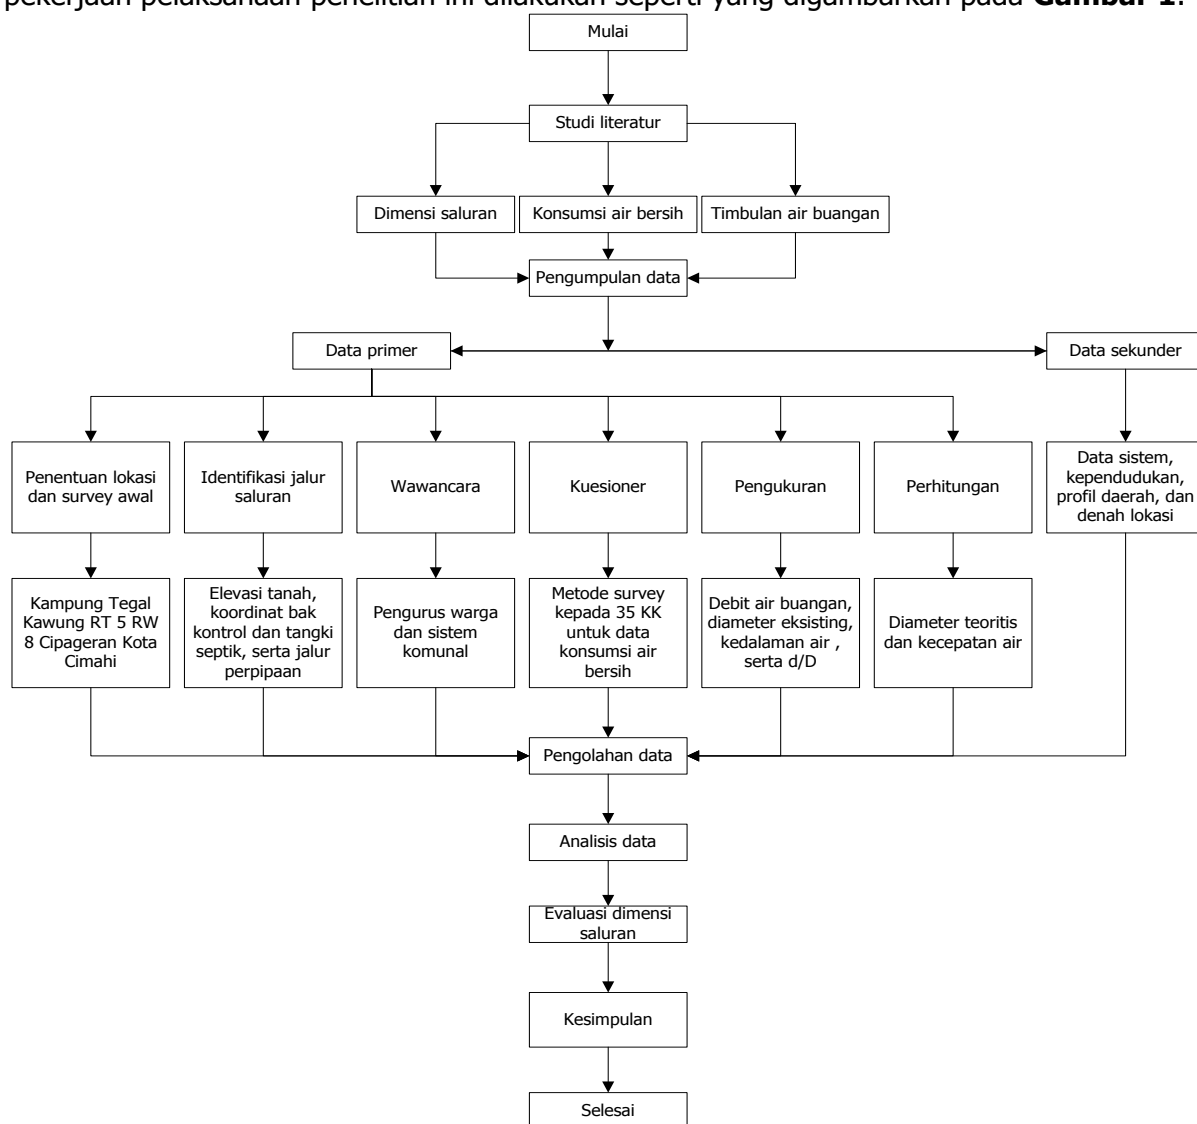 pekerjaan pelaksanaan penelitian ini dilakukan seperti yang digambarkan pada Gambar 1.
Mulai
Studi literatur
Dimensi saluran
Konsumsi air bersih
Timbulan air buangan
Pengumpulan data
Data primer
Data sekunder
Penentuan lokasi
dan survey awal
Identifikasi jalur
saluran
Wawancara
Kuesioner
Pengukuran
Perhitungan
Data sistem,
kependudukan,
profil daerah, dan
denah lokasi
Kampung Tegal
Kawung RT 5 RW
8 Cipageran Kota
Cimahi
Elevasi tanah,
koordinat bak
kontrol dan tangki
septik, serta jalur
perpipaan
Pengurus warga
dan sistem
komunal
Metode survey
kepada 35 KK
untuk data
konsumsi air
bersih
Debit air buangan,
diameter eksisting,
kedalaman air ,
serta d/D
Diameter teoritis
dan kecepatan air
Pengolahan data
Analisis data
Evaluasi dimensi
saluran
Kesimpulan
Selesai